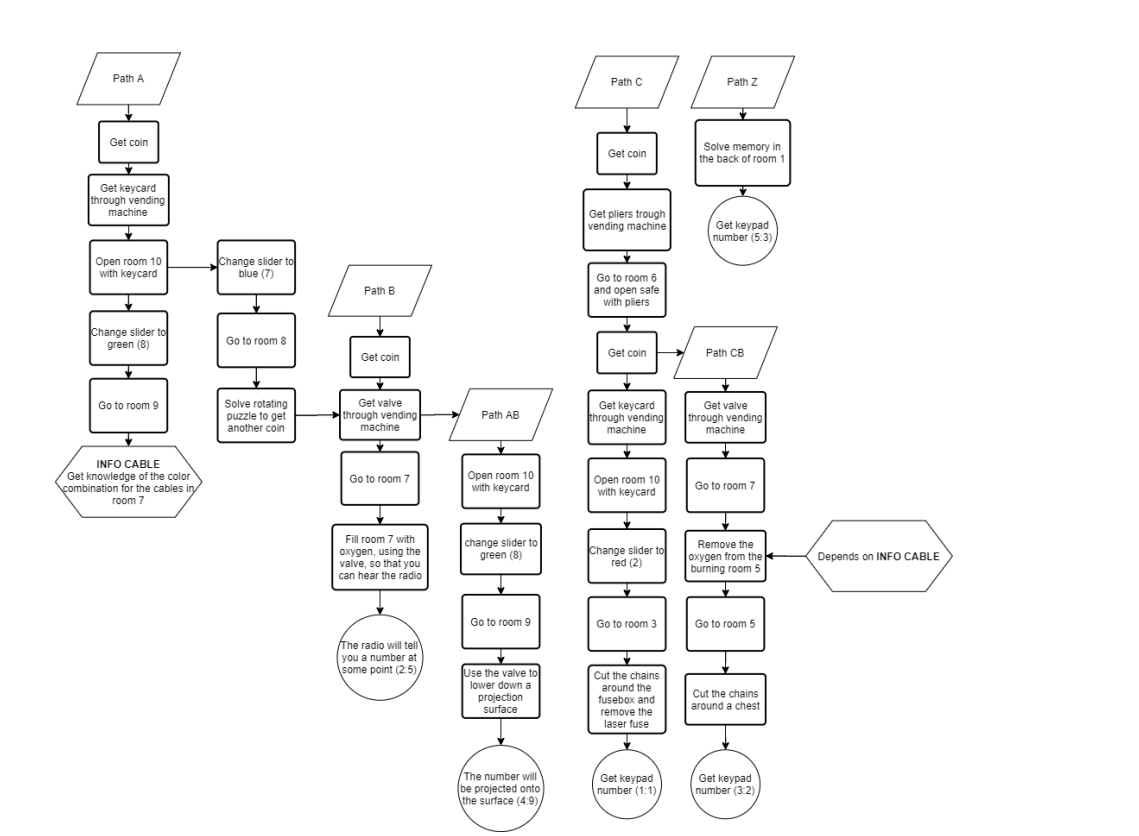 Path A
Get coin
Get keycard
through vending
machine
Open room 10
with keycard
Change slider to
green (8)
Go to room 9
INFO CABLE
Get knowledge of the color
combination for the cables in
room 7
Change slider to
blue (7)
Go to room 8
Solve rotating
puzzle to get
another coin
Path B
Get coin
Get valve
through vending
machine
Go to room 7
Fill room 7 with
oxygen, using the
valve, so that you
can hear the radio
The radio will tell
you a number at
some point (2:5)
Path AB
Open room 10
with keycard
change slider to
green (8)
Go to room 9
Use the valve to
lower down a
projection
surface
The number will
be projected onto
the surface (4:9)
Path C
Get coin
Get pliers trough
vending machine
Go to room 6
and open safe
with pliers
Get coin
Get keycard
through vending
machine
Open room 10
with keycard
Change slider to
red (2)
Go to room 3
Cut the chains
around the
fusebox and
remove the
laser fuse
Get keypad
number (1:1)
Path CB
Get valve
through vending
machine
Go to room 7
Remove the
oxygen from the
burning room 5
Go to room 5
Cut the chains
around a chest
Get keypad
number (3:2)
Depends on INFO CABLE
Path Z
Solve memory in
the back of room 1
Get keypad
number (5:3)